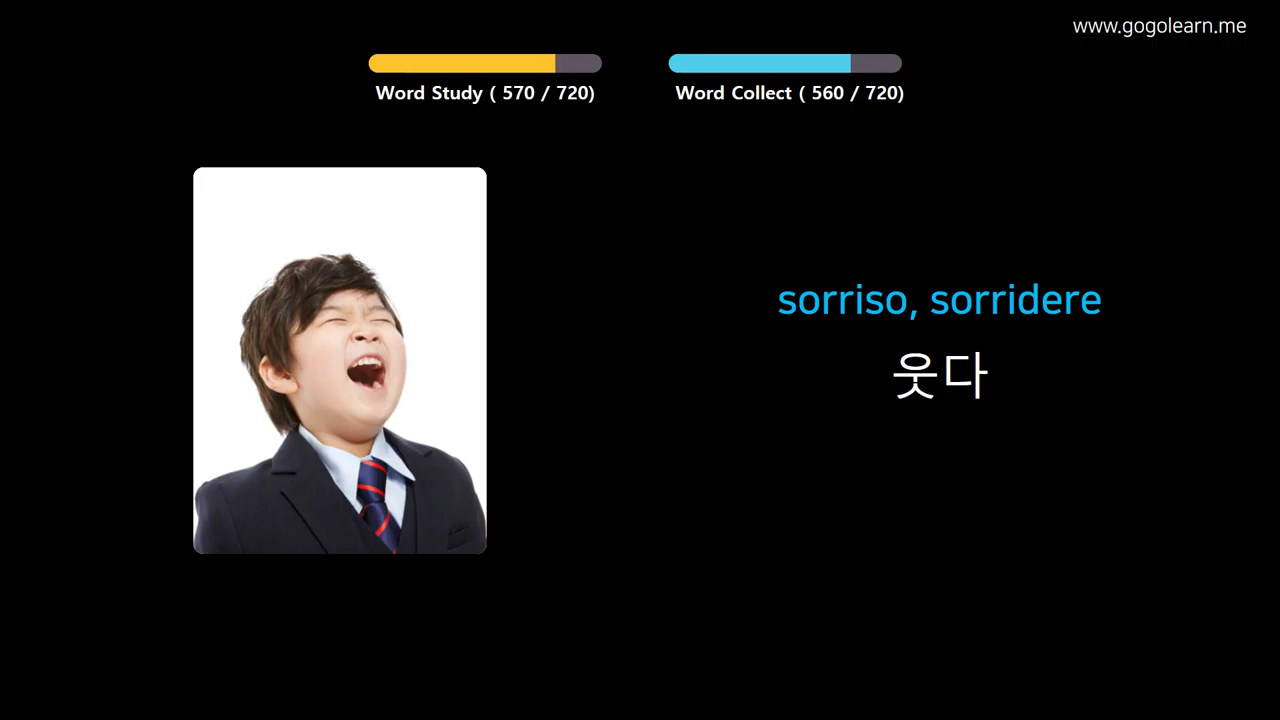 www.gogolearn.me
Word Study ( 570 / 720)
Word Collect ( 560 / 720)
sorriso, sorridere
웃다